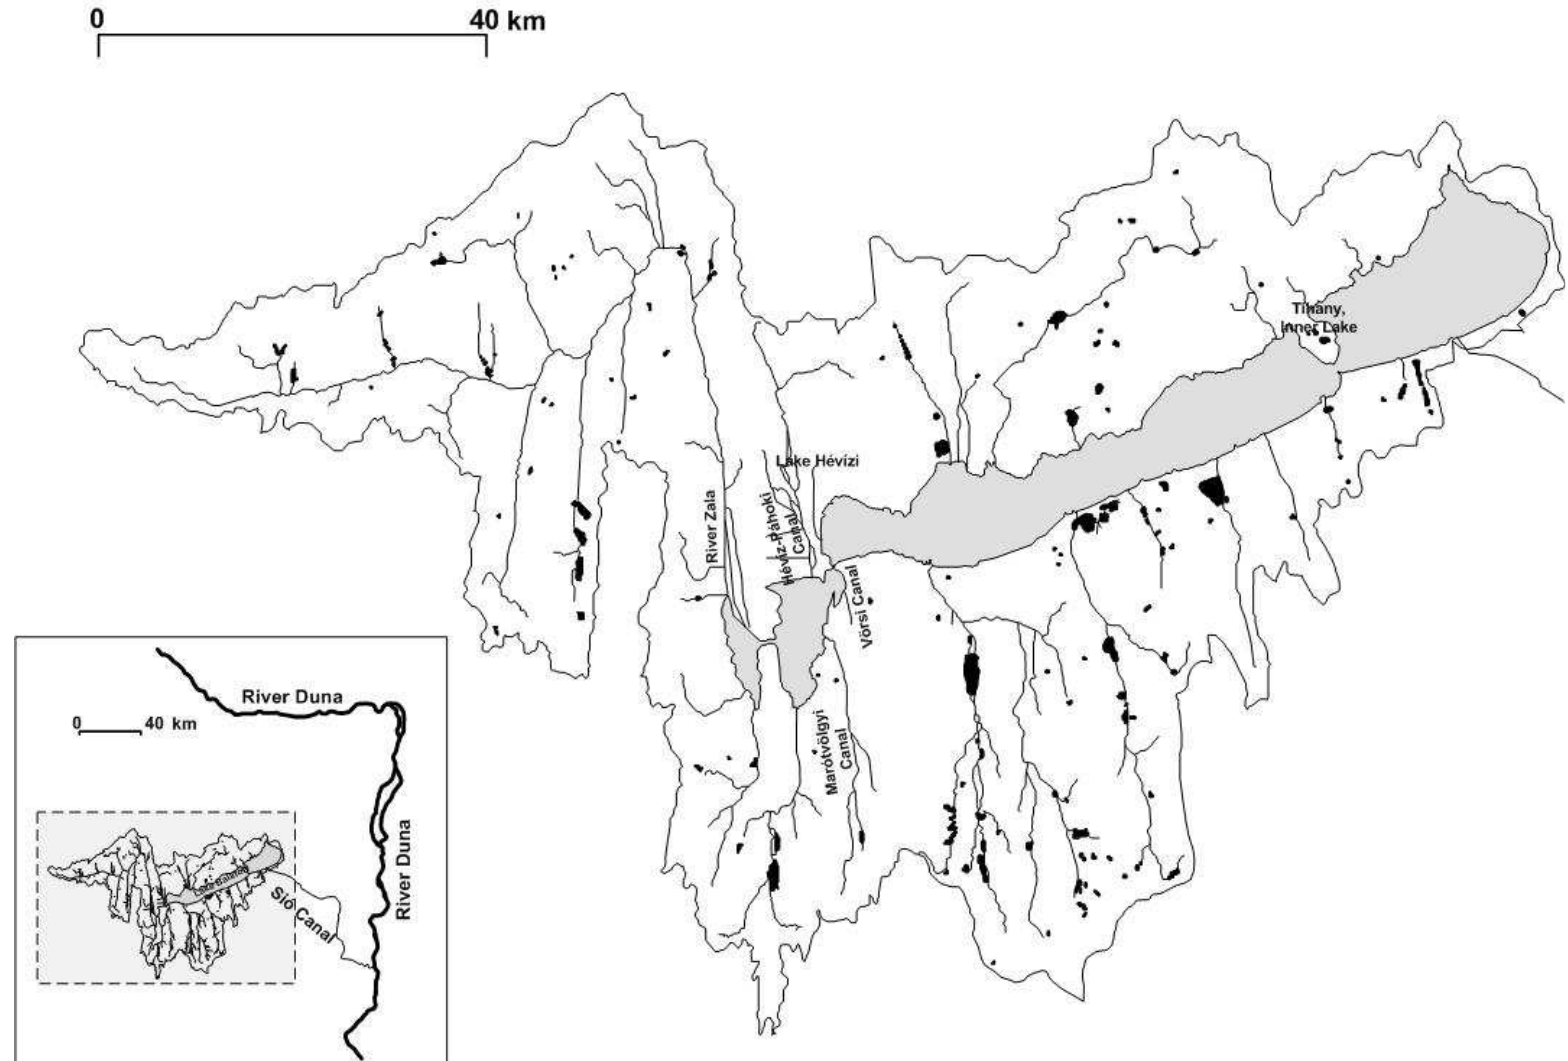 0 40 km
Tihany,
Inner Lake
Lake Hévízi
River Zala
Hévíz-Páhoki
Canal
Vörsi Canal
Marótvölgyi
Canal
River Duna
0 40 km
River Duna
Sió Canal